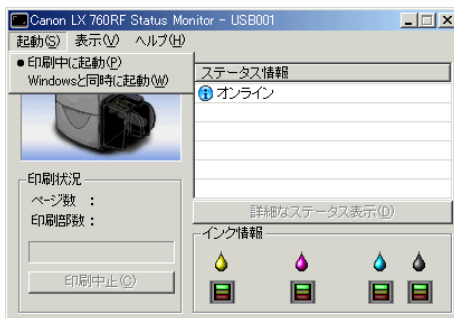 Canon LX 760RF Status Monitor - USB001
起動(S) 表示(V) ヘルプ(H)
● 印刷中に起動(P)
Windowsと同時に起動(W)
ステータス情報
オンライン
印刷状況
ページ数 :
印刷部数 :
詳細なステータス表示(D)
インク情報
印刷中止(C)